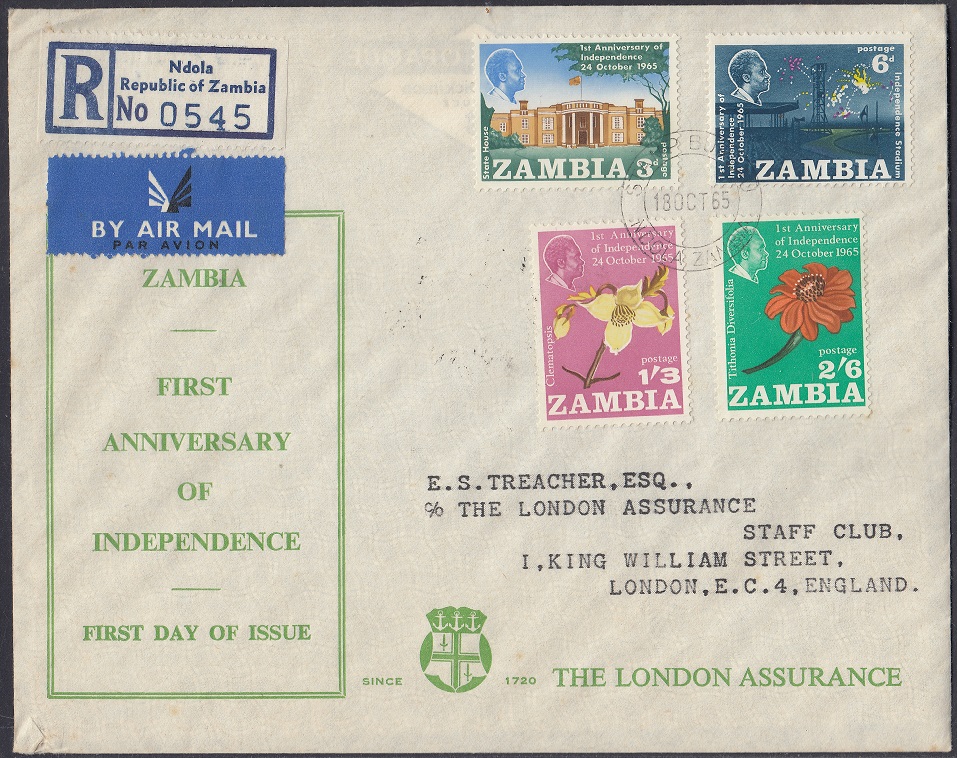 R
Ndola
Republic of Zambia
No 0545
BY AIR MAIL
PAR AVION
ZAMBIA
FIRST
ANNIVERSARY
OF
INDEPENDENCE
FIRST DAY OF ISSUE
1st Anniversary of
Independence
24 October 1965
State House
postage
ZAMBIA 3d
postage
6d
1st Anniversary of
Independence
24 October 1965
Independence Stadium
ZAMBIA
18 OCT 65
1st Anniversary
of Independence
24 October 1965
Clematopsis
postage
1'3
ZAMBIA
1st Anniversary
of Independence
24 October 1965
Tithonia Diversifolia
postage
2'6
ZAMBIA
E.S.TREACHER,ESQ.,
c/o THE LONDON ASSURANCE
STAFF CLUB,
I,KING WILLIAM STREET,
LONDON,E.C.4,ENGLAND.
SINCE 1720 THE LONDON ASSURANCE